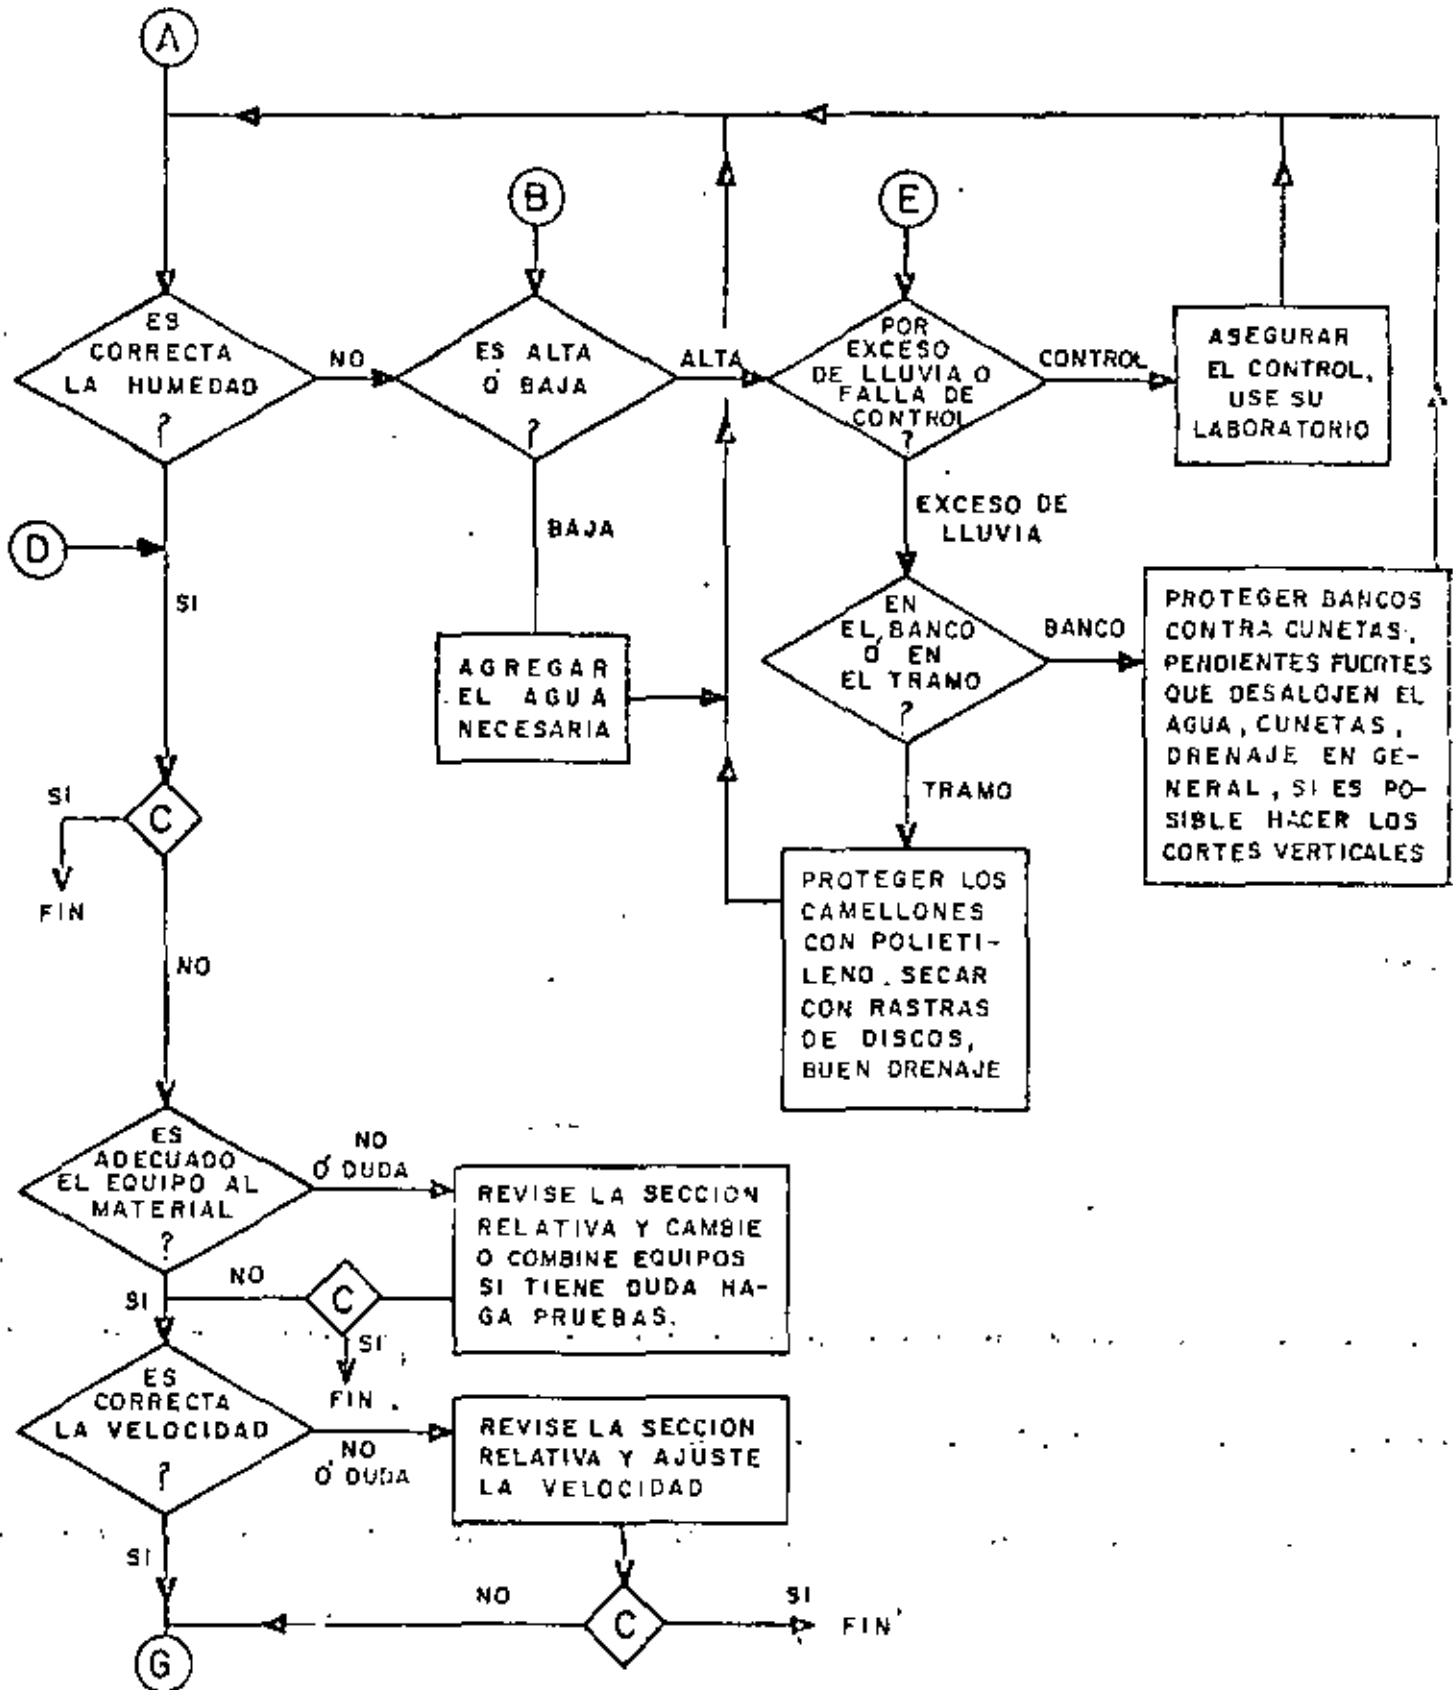 A
B
E
ES
CORRECTA
LA HUMEDAD
?
NO
ES ALTA
Ó BAJA
?
ALTA
POR
EXCESO
DE LLUVIA O
FALLA DE
CONTROL
?
CONTROL
ASEGURAR
EL CONTROL,
USE SU
LABORATORIO
D
SI
BAJA
EXCESO DE
LLUVIA
AGREGAR
EL AGUA
NECESARIA
EN
EL BANCO
Ó EN
EL TRAMO
?
BANCO
PROTEGER BANCOS
CONTRA CUNETAS,
PENDIENTES FUERTES
QUE DESALOJEN EL
AGUA, CUNETAS,
DRENAJE EN GE-
NERAL, SI ES PO-
SIBLE HACER LOS
CORTES VERTICALES
TRAMO
PROTEGER LOS
CAMELLONES
CON POLIETI-
LENO. SECAR
CON RASTRAS
DE DISCOS,
BUEN DRENAJE
C
SI
FIN
NO
ES
ADECUADO
EL EQUIPO AL
MATERIAL
?
NO
Ó DUDA
REVISE LA SECCION
RELATIVA Y CAMBIE
O COMBINE EQUIPOS
SI TIENE DUDA HA-
GA PRUEBAS.
C
NO
SI
FIN.
SI
ES
CORRECTA
LA VELOCIDAD
?
NO
Ó DUDA
REVISE LA SECCION
RELATIVA Y AJUSTE
LA VELOCIDAD
SI
C
NO
SI
FIN
G